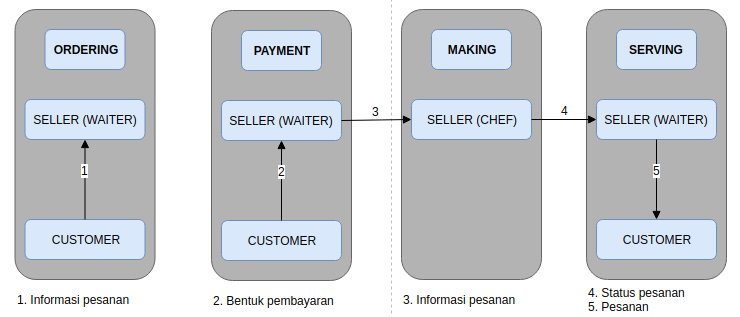 ORDERING
SELLER (WAITER)
1
CUSTOMER
1. Informasi pesanan
PAYMENT
SELLER (WAITER)
2
CUSTOMER
2. Bentuk pembayaran
3
MAKING
SELLER (CHEF)
3. Informasi pesanan
4
SERVING
SELLER (WAITER)
5
CUSTOMER
4. Status pesanan
5. Pesanan